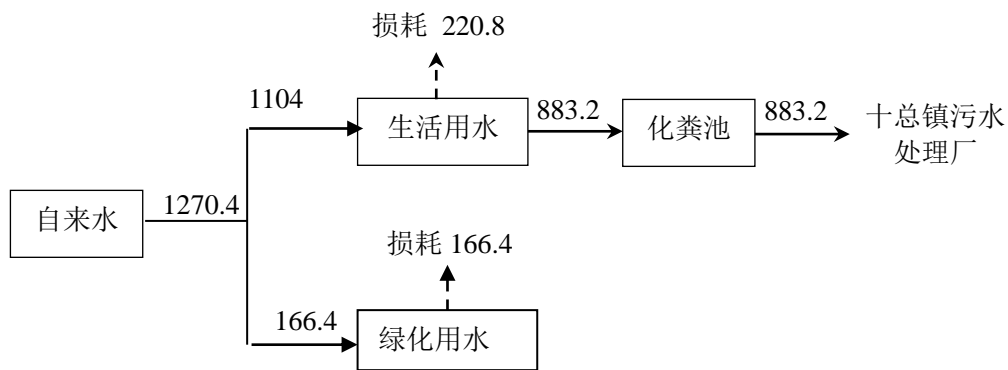 损耗 220.8
1104
生活用水
883.2
化粪池
883.2
十总镇污水
处理厂
自来水
1270.4
损耗 166.4
166.4
绿化用水